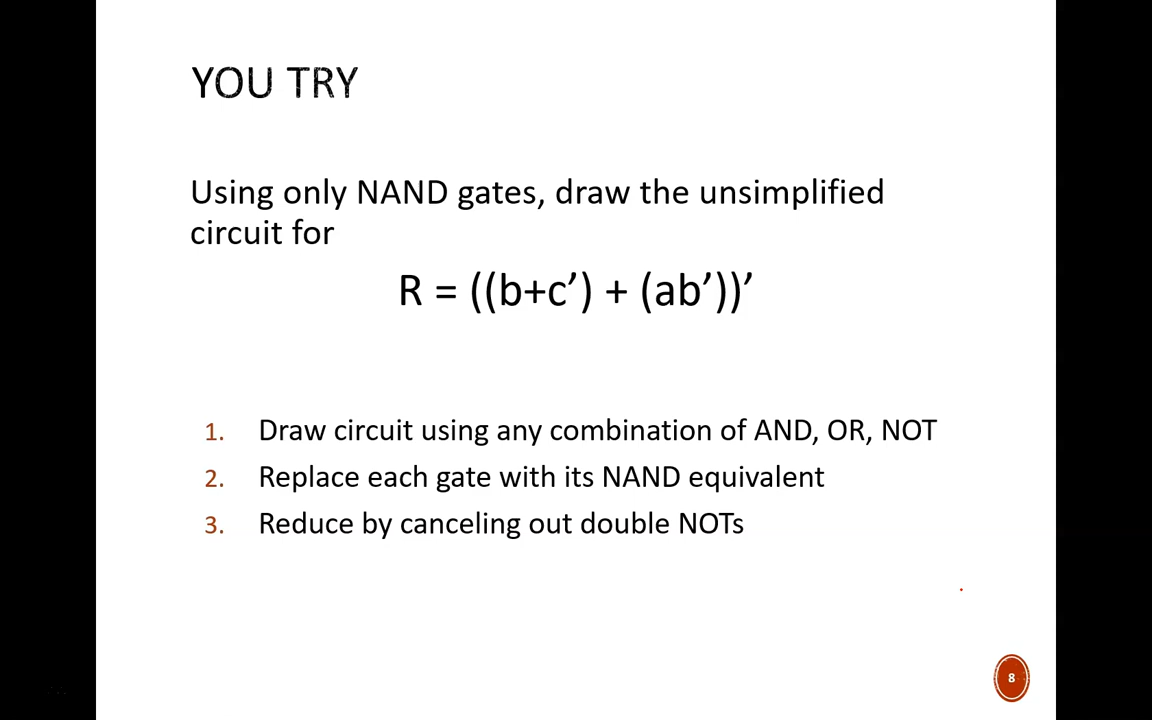 YOU TRY
Using only NAND gates, draw the unsimplified
circuit for
R = ((b+c’) + (ab’))’
1. Draw circuit using any combination of AND, OR, NOT
2. Replace each gate with its NAND equivalent
3. Reduce by canceling out double NOTs
8